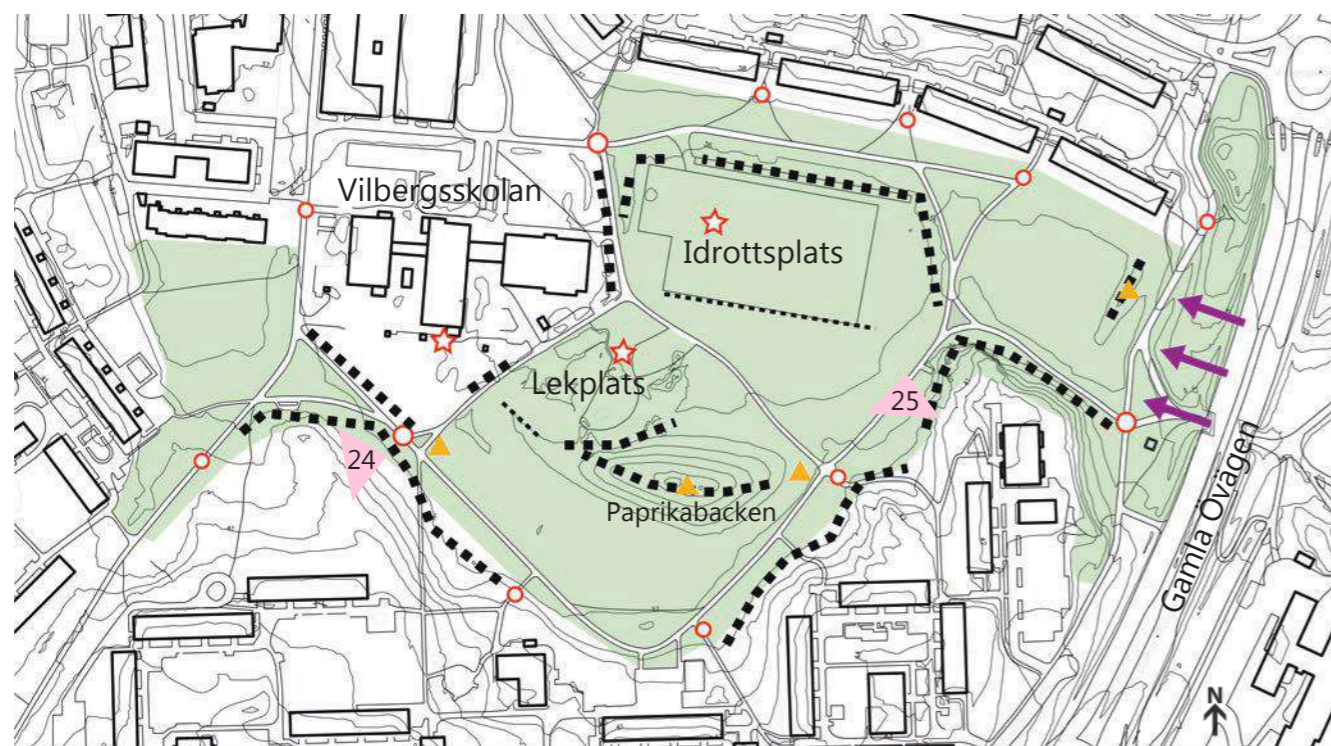 Vilbergsskolan
Idrottsplats
Lekplats
25
24
Paprikabacken
Gamla Övägen
N